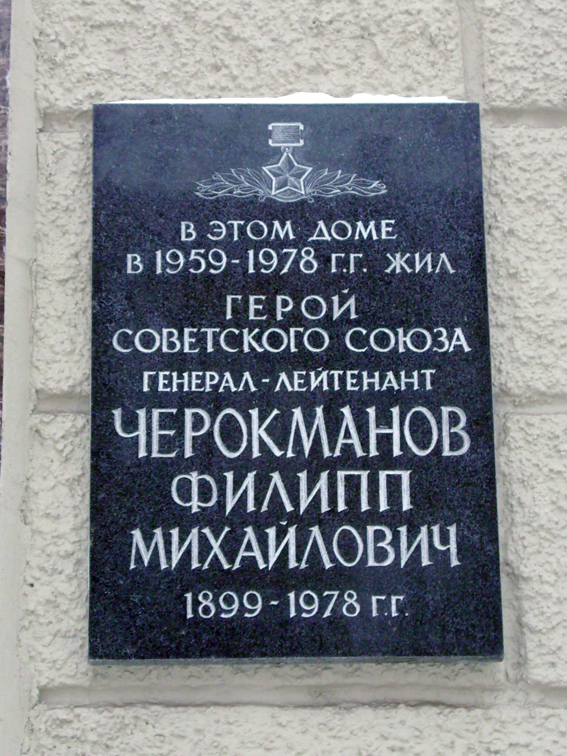 В ЭТОМ ДОМЕ
В 1959-1978 Г.Г. ЖИЛ
ГЕРОЙ
СОВЕТСКОГО СОЮЗА
ГЕНЕРАЛ-ЛЕЙТЕНАНТ
ЧЕРОКМАНОВ
ФИЛИПП
МИХАЙЛОВИЧ
1899-1978 Г.Г.